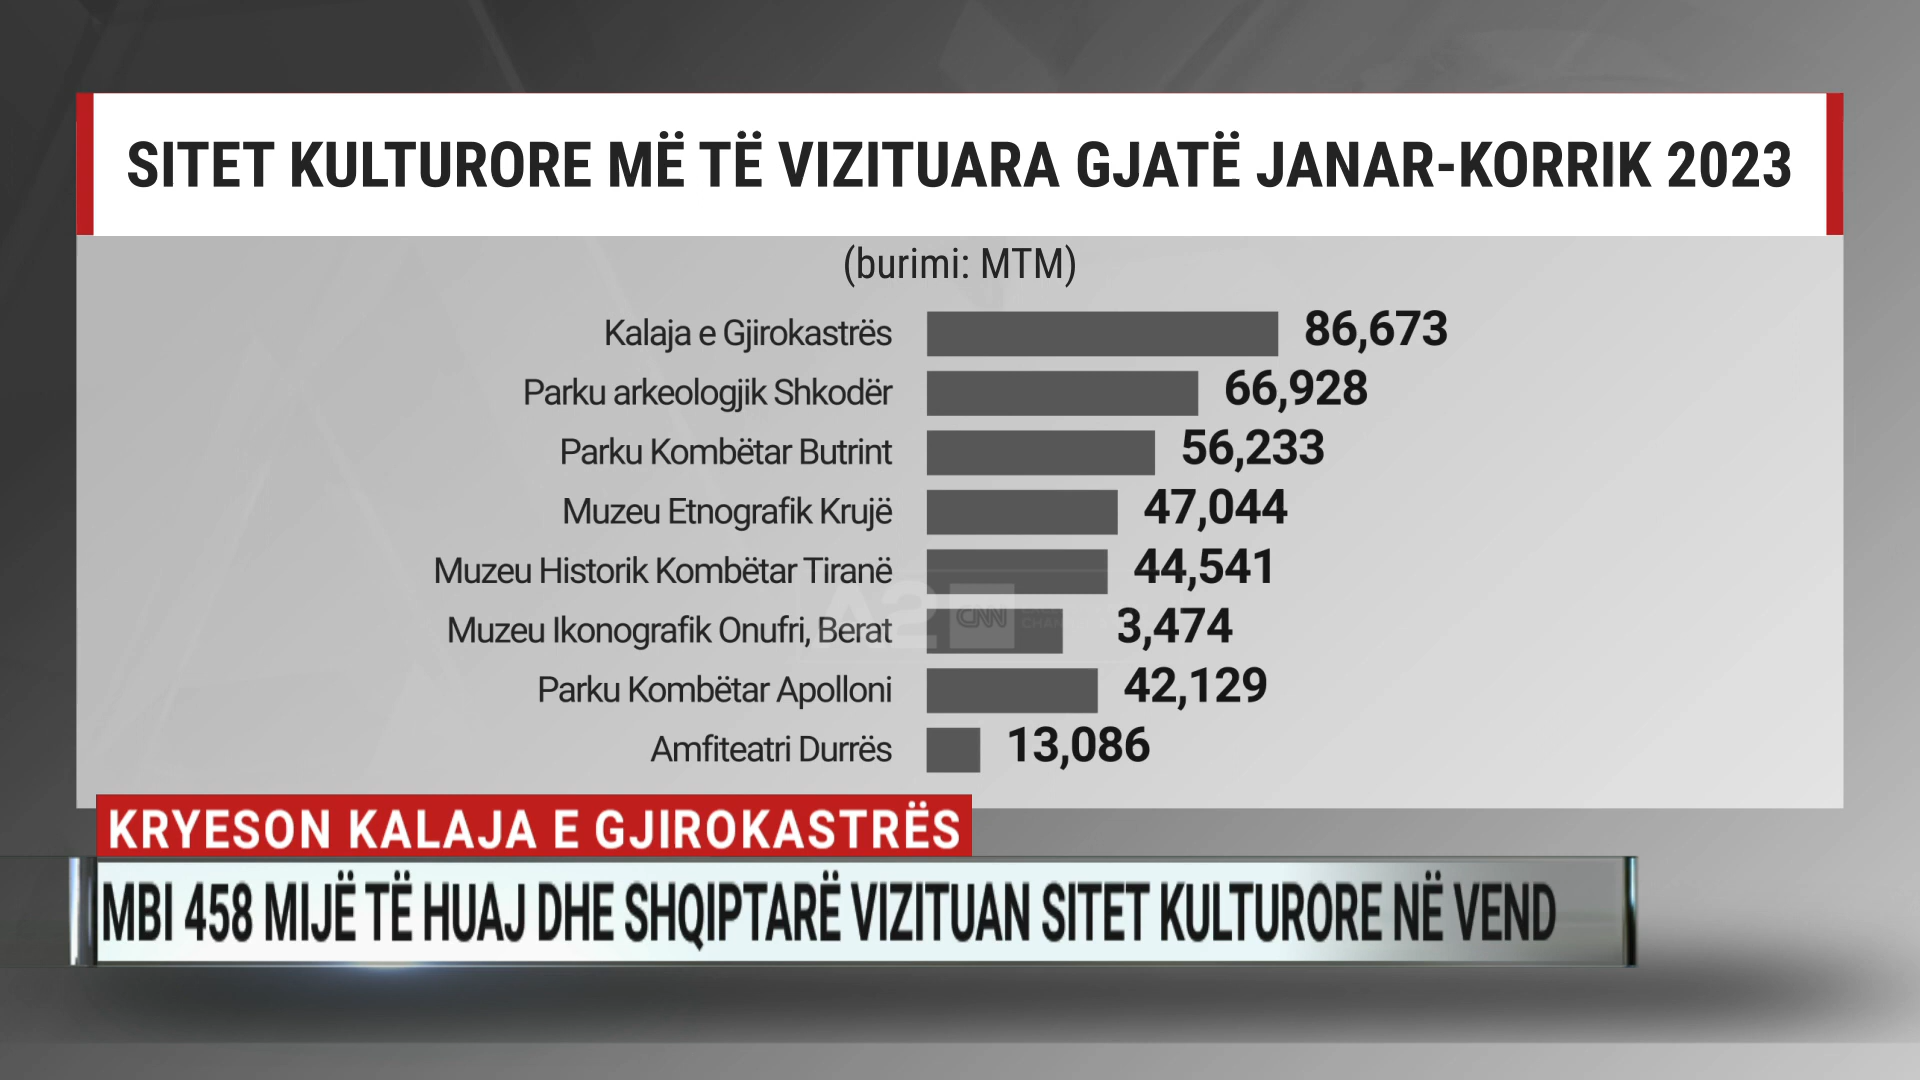 SITET KULTURORE MË TË VIZITUARA GJATË JANAR-KORRIK 2023
(burimi: MTM)
Kalaja e Gjirokastrës 86,673
Parku arkeologjik Shkodër 66,928
Parku Kombëtar Butrint 56,233
Muzeu Etnografik Krujë 47,044
Muzeu Historik Kombëtar Tiranë 44,541
Muzeu Ikonografik Onufri, Berat 3,474
A2 CNN
Parku Kombëtar Apolloni 42,129
Amfiteatri Durrës 13,086
KRYESON KALAJA E GJIROKASTRËS
MBI 458 MIJË TË HUAJ DHE SHQIPTARË VIZITUAN SITET KULTURORE NË VEND